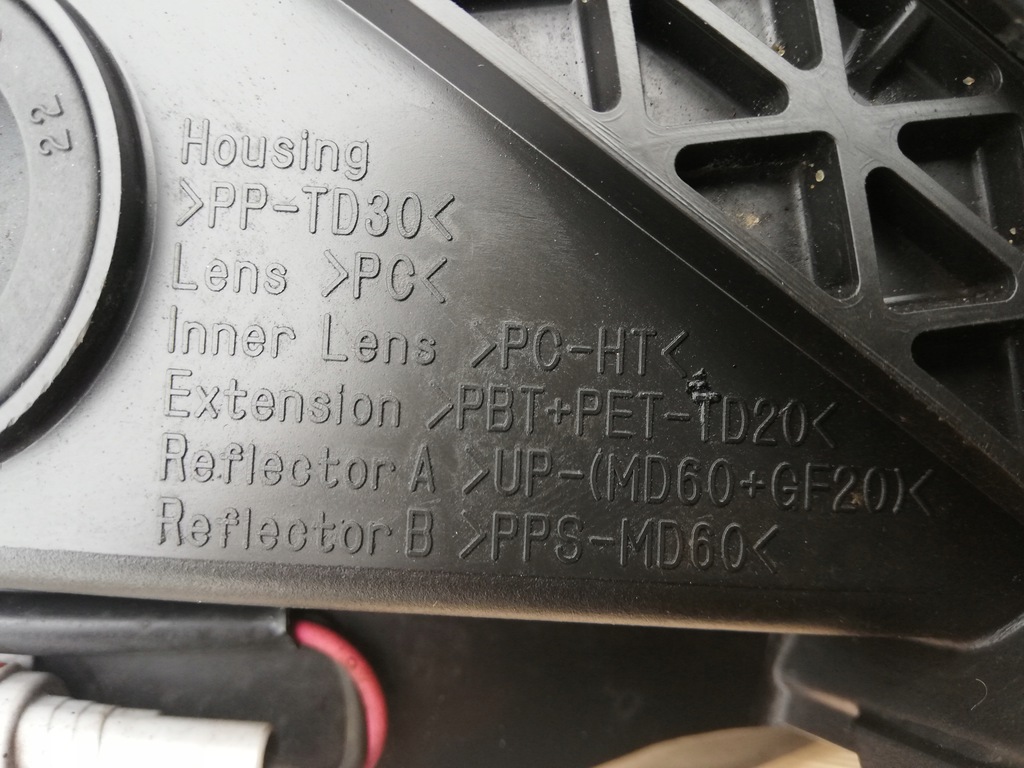 22
Housing
>PP-TD30<
Lens >PC<
Inner Lens >PC-HT<
Extension >PBT+PET-TD20<
Reflector A >UP-(MD60+GF20)<
Reflector B >PPS-MD60<